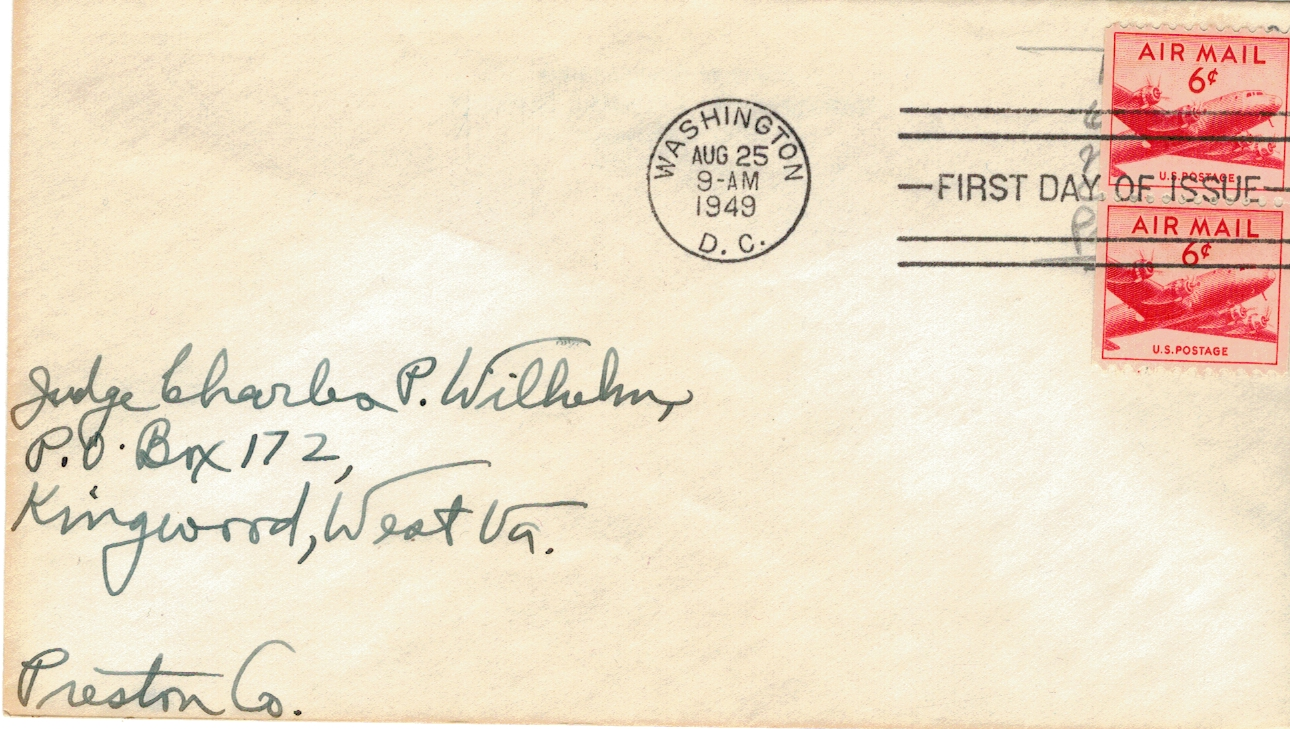 AIR MAIL
6¢
U.S. POSTAGE
WASHINGTON
AUG 25
9-AM
1949
D. C.
FIRST DAY OF ISSUE
AIR MAIL
6¢
U.S. POSTAGE
Judge Charles P. Wilhelm,
P.O. Box 172,
Kingwood, West Va.
Preston Co.